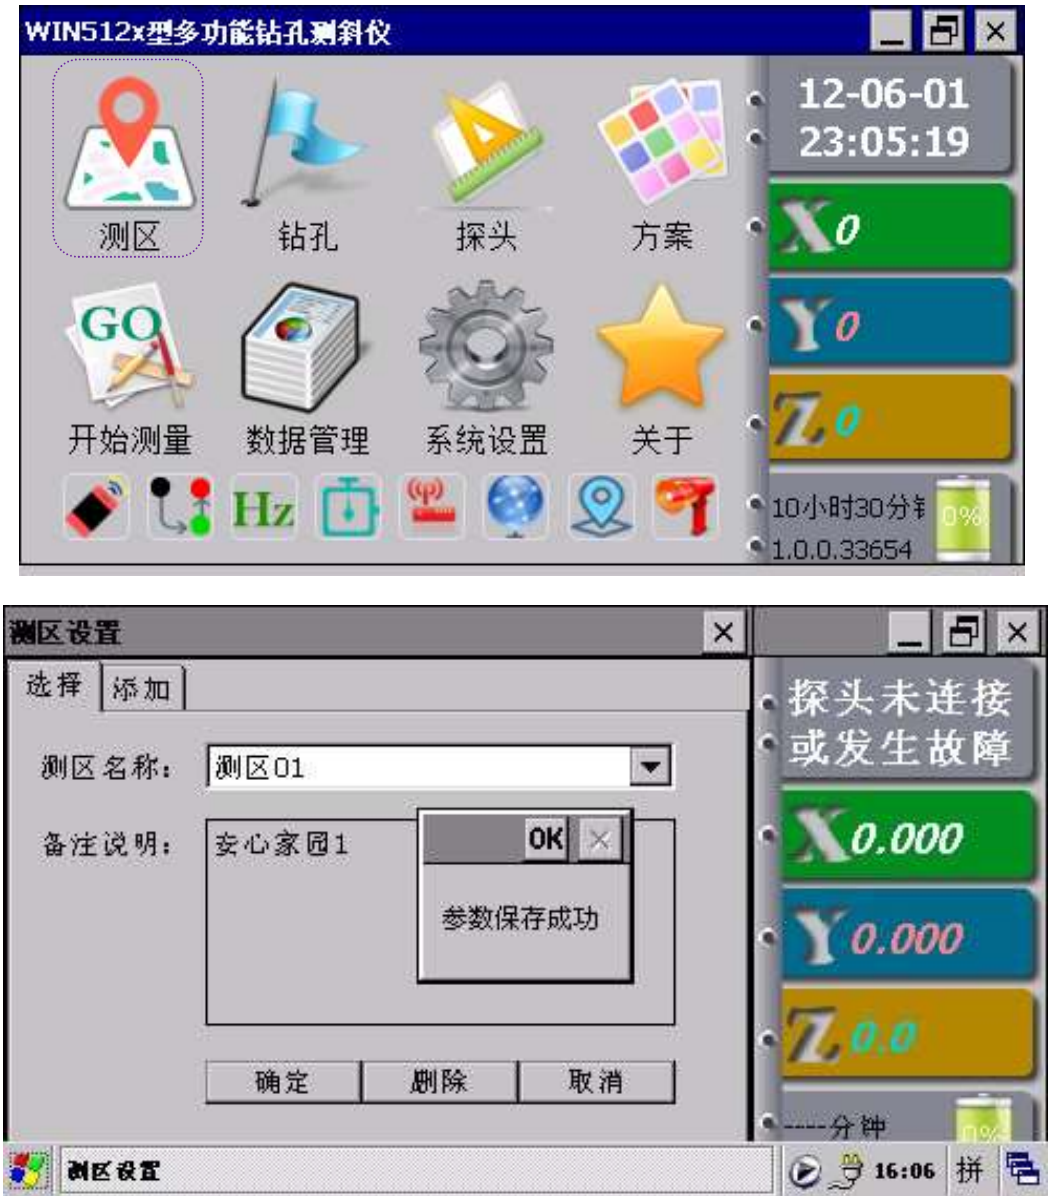 WIN512x型多功能钻孔测斜仪
12-06-01
23:05:19
测区 钻孔 探头 方案
X0
Y0
GO
开始测量 数据管理 系统设置 关于
Z0
Hz
10小时30分
0%
1.0.0.33654
测区设置
选择 添加
探头未连接
或发生故障
测区名称: 测区01
备注说明: 安心家园1
OK
参数保存成功
X0.000
Y0.000
Z0.0
确定 删除 取消
----分钟
0%
测区设置 16:06 拼